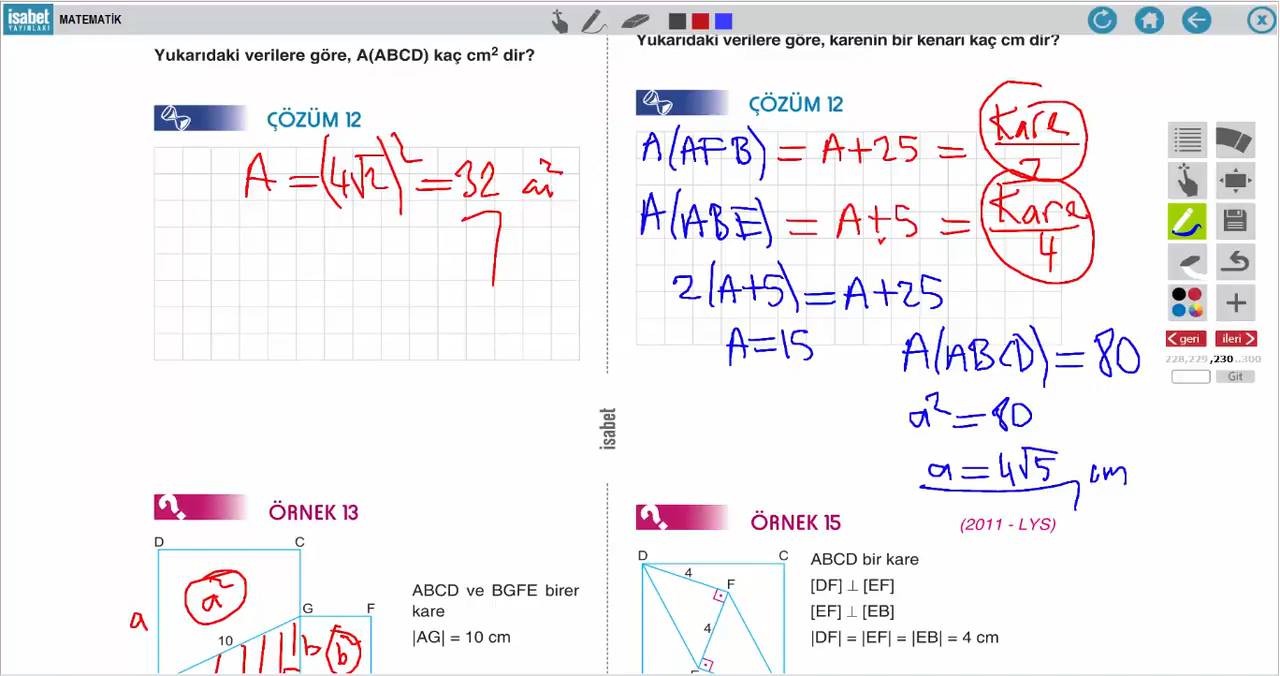 isabet
YAYINLARI
MATEMATİK
Yukarıdaki verilere göre, A(ABCD) kaç cm² dir?
ÇÖZÜM 12
A = (4√2)² = 32 a²
Yukarıdaki verilere göre, karenin bir kenarı kaç cm dir?
ÇÖZÜM 12
A(AFB) = A+25 = Kare/2
A(ABE) = A+5 = Kare/4
2(A+5) = A+25
A=15
A(ABCD) = 80
a² = 80
a = 4√5 cm
isabet
geri
ileri
228,229,230...300
Git
ÖRNEK 13
D
C
a²
a
G
F
10
b
b²
ABCD ve BGFE birer
kare
|AG| = 10 cm
ÖRNEK 15
(2011 - LYS)
D
C
4
F
4
ABCD bir kare
[DF] ⊥ [EF]
[EF] ⊥ [EB]
|DF| = |EF| = |EB| = 4 cm